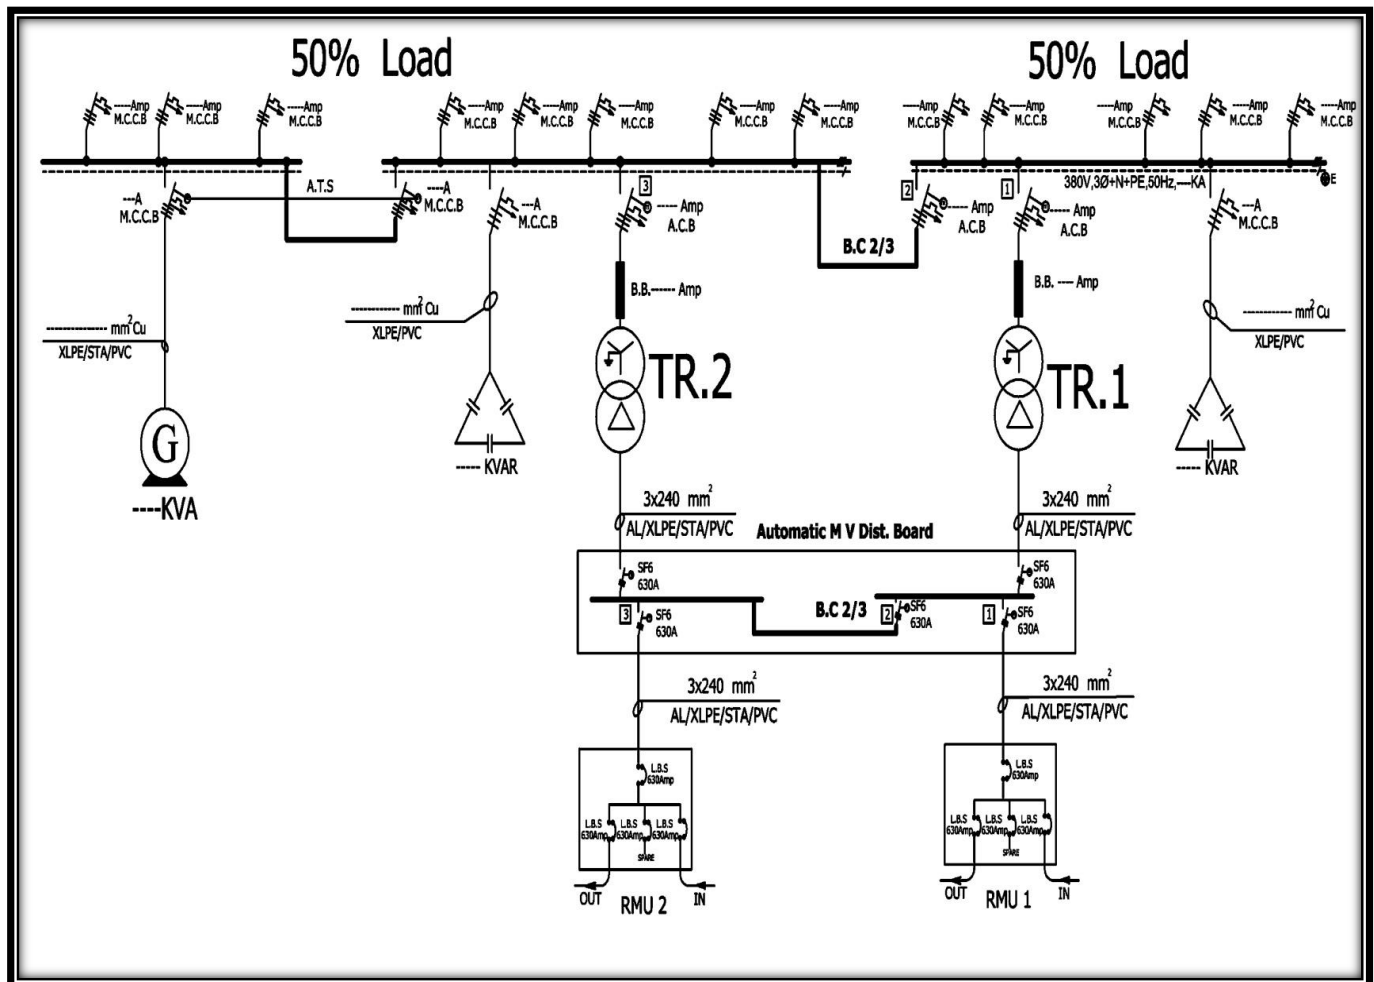 50% Load
50% Load
----Amp
M.C.C.B
----Amp
M.C.C.B
-----Amp
M.C.C.B
-----Amp
M.C.C.B
-----Amp
M.C.C.B
-----Amp
M.C.C.B
-----Amp
M.C.C.B
-----Amp
M.C.C.B
-----Amp
M.C.C.B
-----Amp
M.C.C.B
-----Amp
M.C.C.B
-----Amp
M.C.C.B
-----Amp
M.C.C.B
380V,3Ø+N+PE,50Hz,----KA
E
---A
M.C.C.B
A.T.S
----A
M.C.C.B
---A
M.C.C.B
3
----- Amp
A.C.B
B.C 2/3
2
------ Amp
A.C.B
1
----- Amp
A.C.B
---A
M.C.C.B
B.B.------ Amp
B.B. ---- Amp
--------------- mm² Cu
XLPE/STA/PVC
------------ mm² Cu
XLPE/PVC
------------ mm² Cu
XLPE/PVC
TR.2
TR.1
G
----KVA
----- KVAR
----- KVAR
3x240 mm²
AL/XLPE/STA/PVC
3x240 mm²
AL/XLPE/STA/PVC
Automatic M V Dist. Board
SF6
630A
SF6
630A
3
SF6
630A
B.C 2/3
2
SF6
630A
1
SF6
630A
3x240 mm²
AL/XLPE/STA/PVC
3x240 mm²
AL/XLPE/STA/PVC
L.B.S
630Amp
L.B.S
630Amp
L.B.S
630Amp
L.B.S
630Amp
SPARE
OUT
RMU 2
IN
L.B.S
630Amp
L.B.S
630Amp
L.B.S
630Amp
L.B.S
630Amp
SPARE
OUT
RMU 1
IN